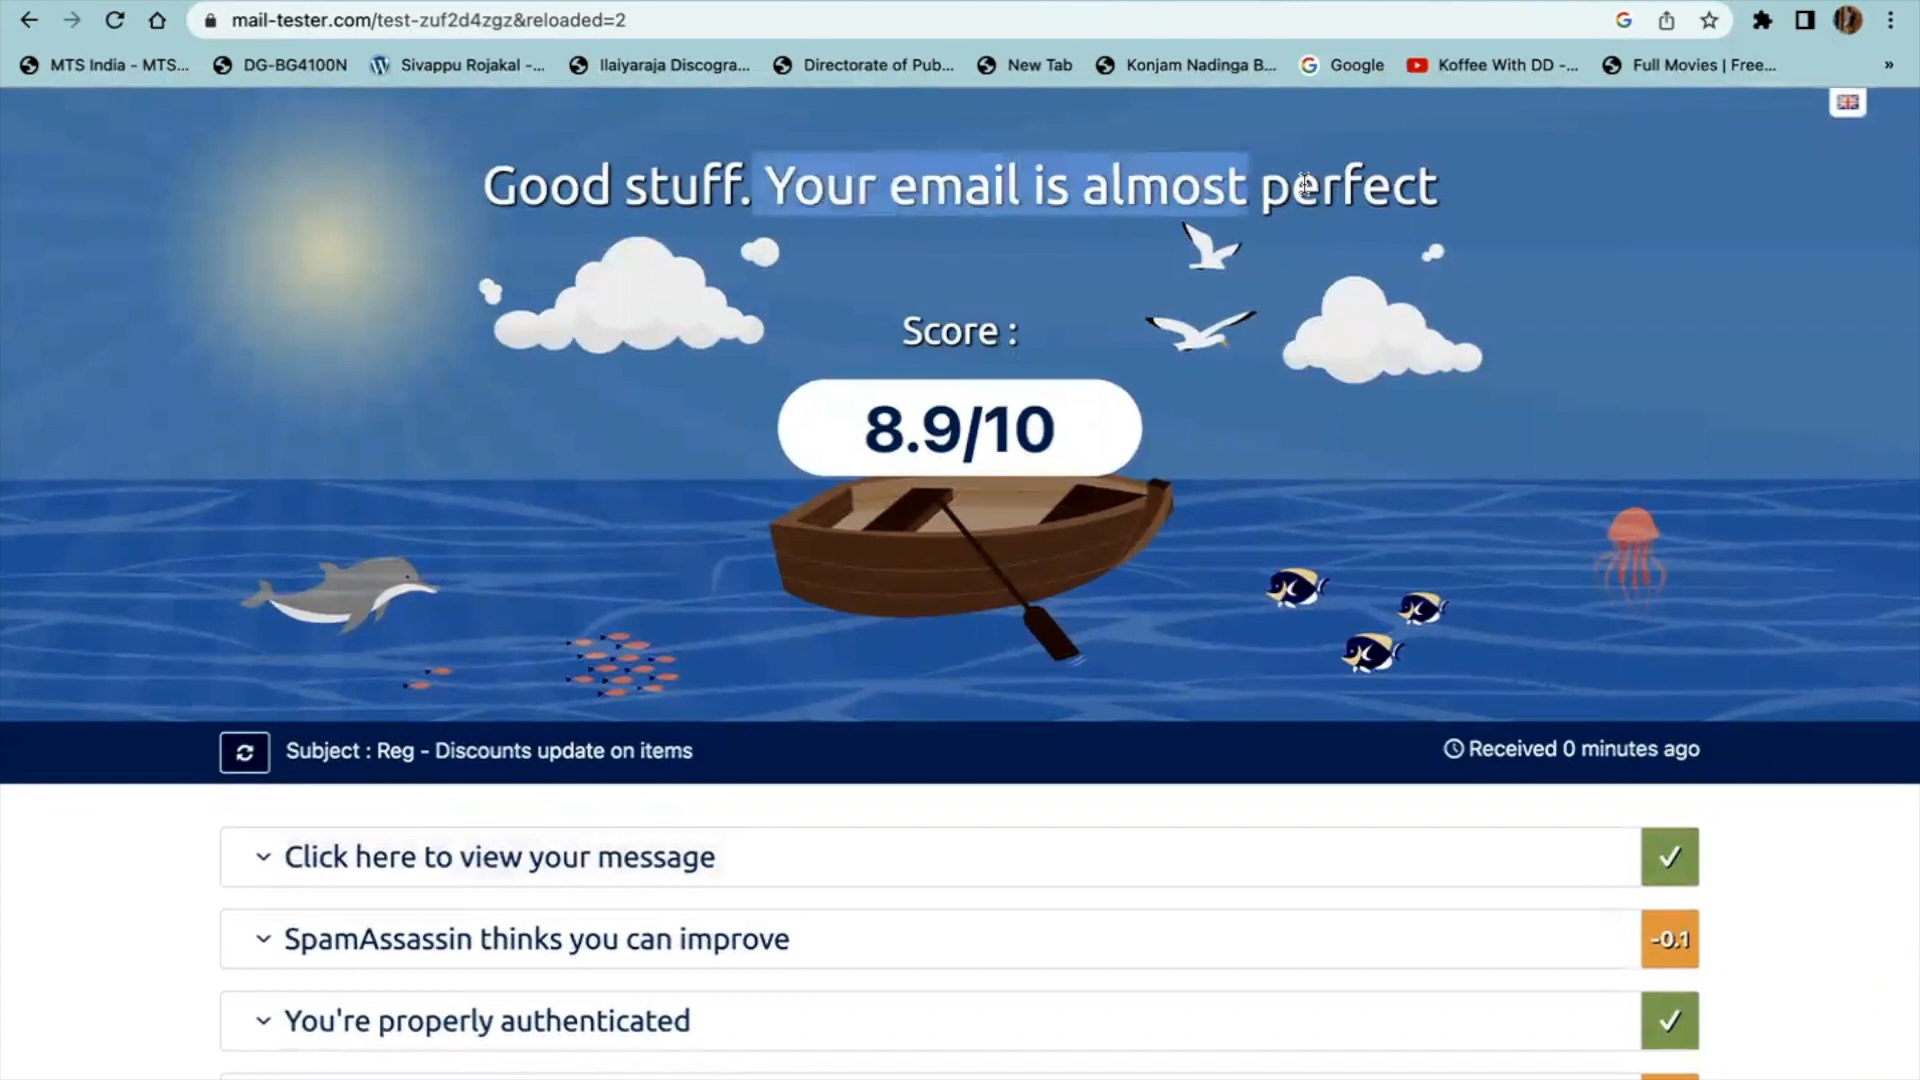 mail-tester.com/test-zuf2d4zgz&reloaded=2
MTS India - MTS... DG-BG4100N Sivappu Rojakal -... Ilaiyaraja Discogra... Directorate of Pub... New Tab Konjam Nadinga B... Google Koffee With DD -... Full Movies | Free... »
Good stuff. Your email is almost perfect
Score :
8.9/10
Subject : Reg - Discounts update on items
Received 0 minutes ago
Click here to view your message
SpamAssassin thinks you can improve
-0.1
You're properly authenticated